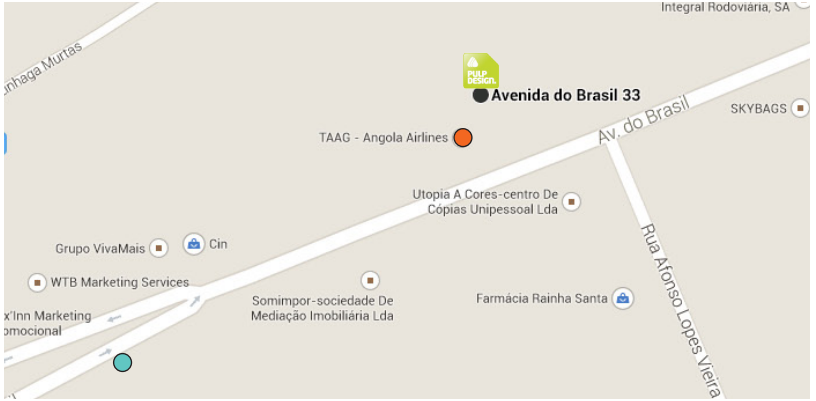 Integral Rodoviária, SA
nhaga Murtas
PULP
DESIGN.
Avenida do Brasil 33
SKYBAGS
Av. do Brasil
TAAG - Angola Airlines
Utopia A Cores-centro De
Cópias Unipessoal Lda
Grupo VivaMais
Cin
WTB Marketing Services
Rua Afonso Lopes Vieira
Somimpor-sociedade De
Mediação Imobiliária Lda
Farmácia Rainha Santa
x'Inn Marketing
omocional